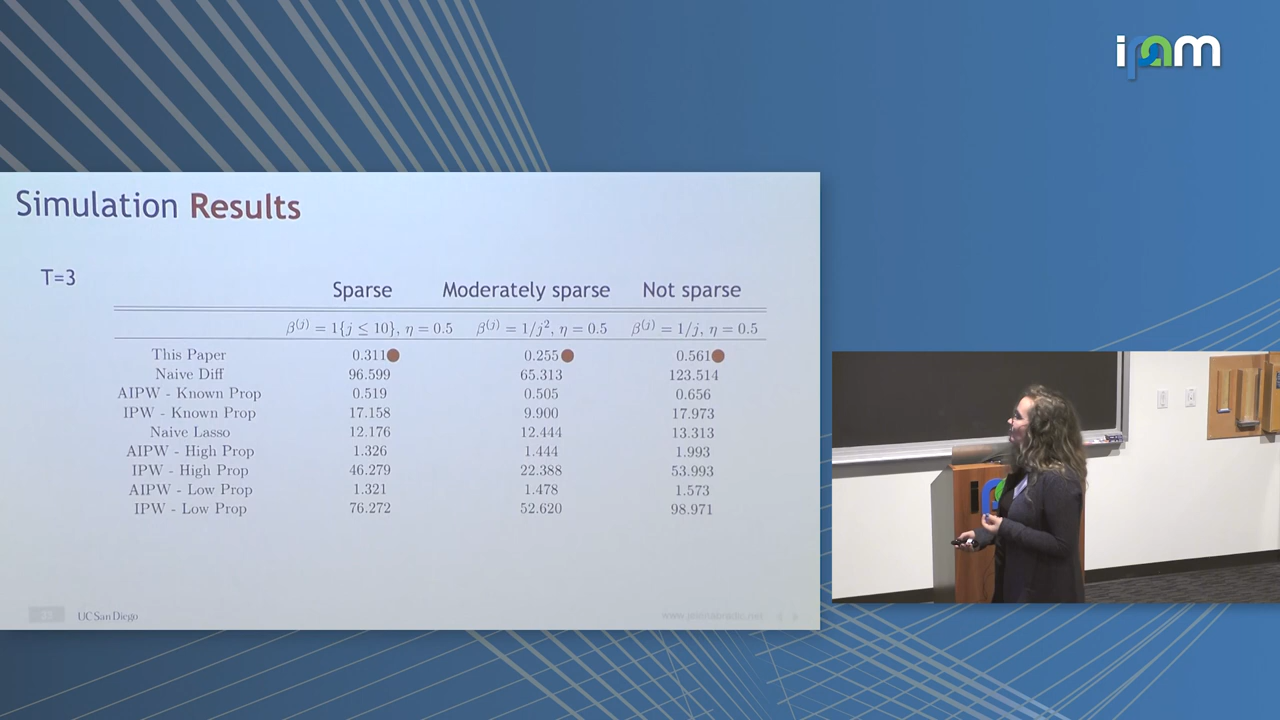 ipam
Simulation Results
T=3
Sparse Moderately sparse Not sparse
β^(j) = 1{j ≤ 10}, η = 0.5 β^(j) = 1/j², η = 0.5 β^(j) = 1/j, η = 0.5
This Paper 0.311 0.255 0.561
Naive Diff 96.599 65.313 123.514
AIPW - Known Prop 0.519 0.505 0.656
IPW - Known Prop 17.158 9.900 17.973
Naive Lasso 12.176 12.444 13.313
AIPW - High Prop 1.326 1.444 1.993
IPW - High Prop 46.279 22.388 53.993
AIPW - Low Prop 1.321 1.478 1.573
IPW - Low Prop 76.272 52.620 98.971
UC San Diego